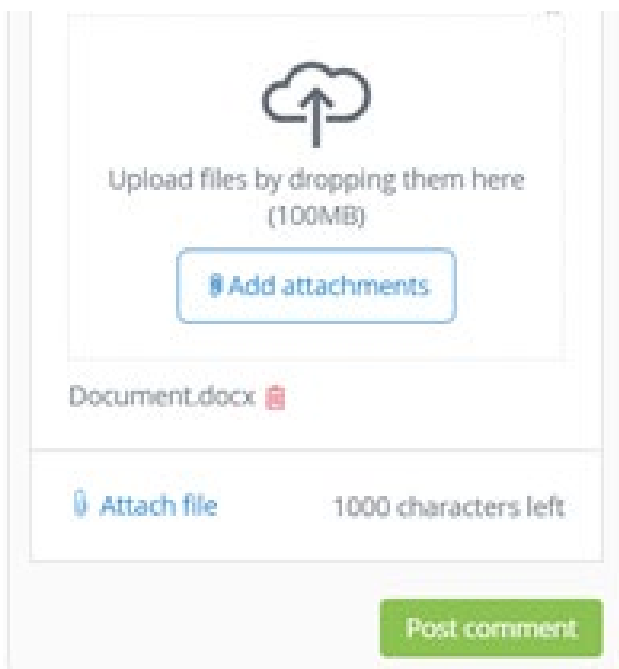 Upload files by dropping them here
(100MB)
Add attachments
Document.docx
Attach file
1000 characters left
Post comment